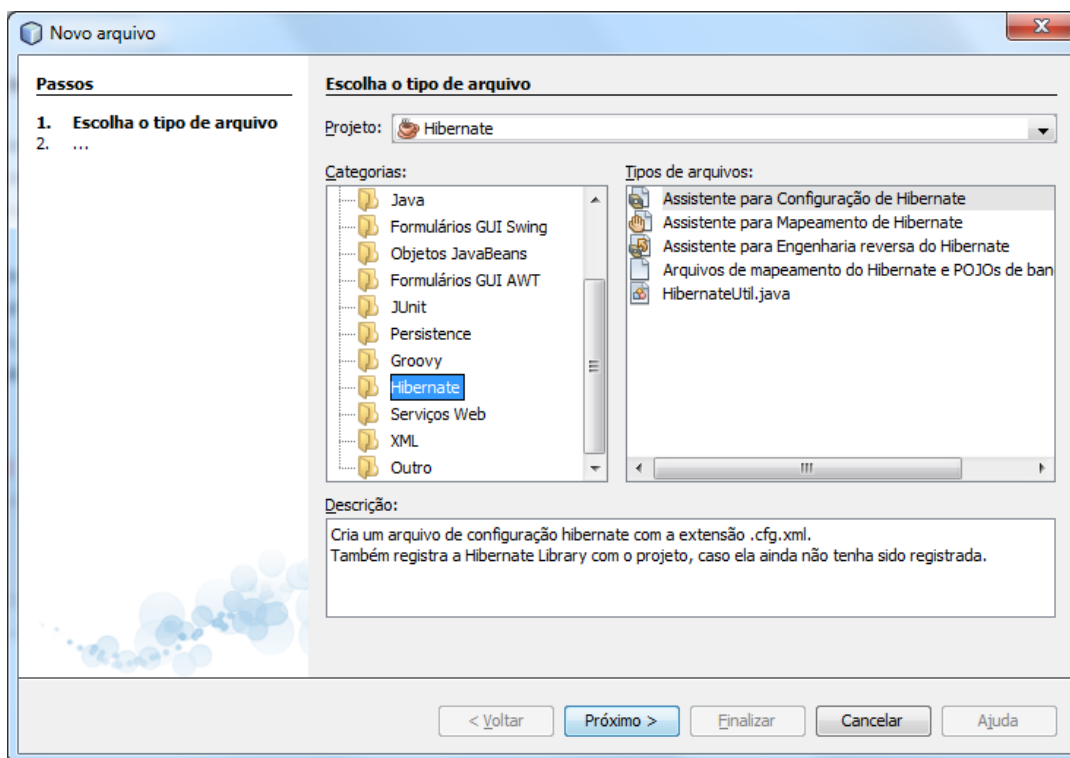 Novo arquivo
Passos
1. Escolha o tipo de arquivo
2. ...
Escolha o tipo de arquivo
Projeto: Hibernate
Categorias:
Java
Formulários GUI Swing
Objetos JavaBeans
Formulários GUI AWT
JUnit
Persistence
Groovy
Hibernate
Serviços Web
XML
Outro
Tipos de arquivos:
Assistente para Configuração de Hibernate
Assistente para Mapeamento de Hibernate
Assistente para Engenharia reversa do Hibernate
Arquivos de mapeamento do Hibernate e POJOs de ban
HibernateUtil.java
Descrição:
Cria um arquivo de configuração hibernate com a extensão .cfg.xml.
Também registra a Hibernate Library com o projeto, caso ela ainda não tenha sido registrada.
< Voltar
Próximo >
Finalizar
Cancelar
Ajuda